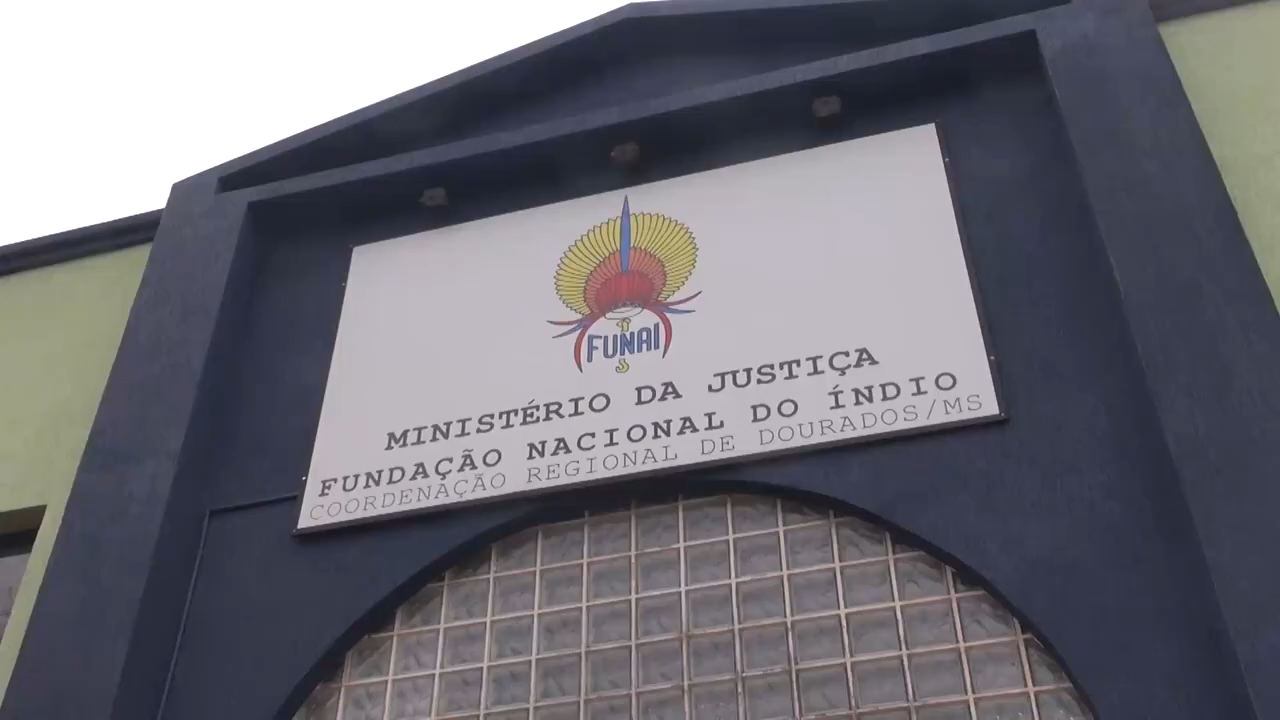 FUNAI
MINISTÉRIO DA JUSTIÇA
FUNDAÇÃO NACIONAL DO ÍNDIO
COORDENAÇÃO REGIONAL DE DOURADOS/MS